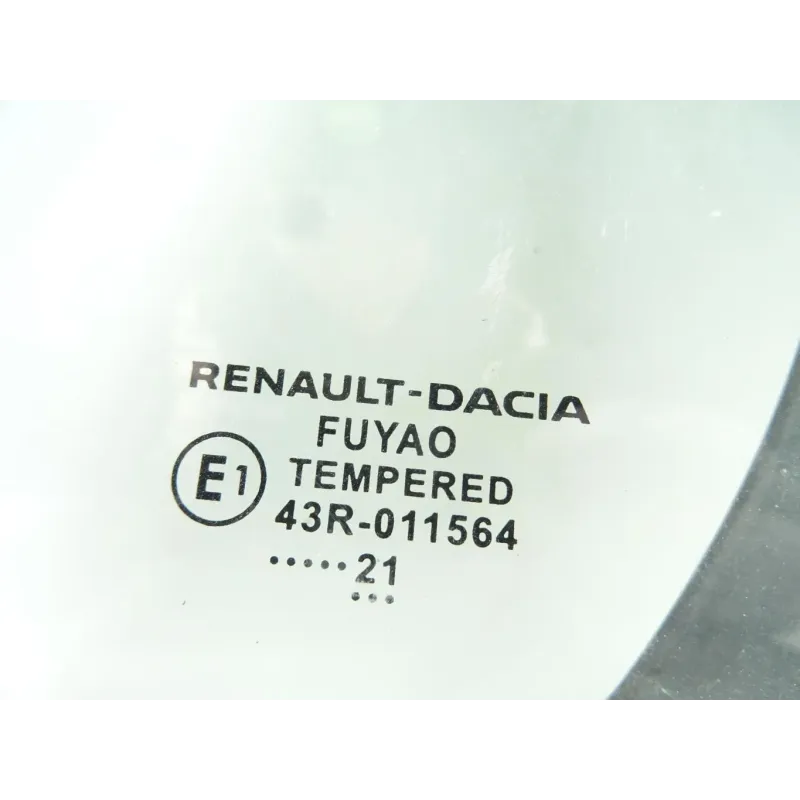 RENAULT-DACIA
FUYAO
E1
TEMPERED
43R-011564
.....21
...